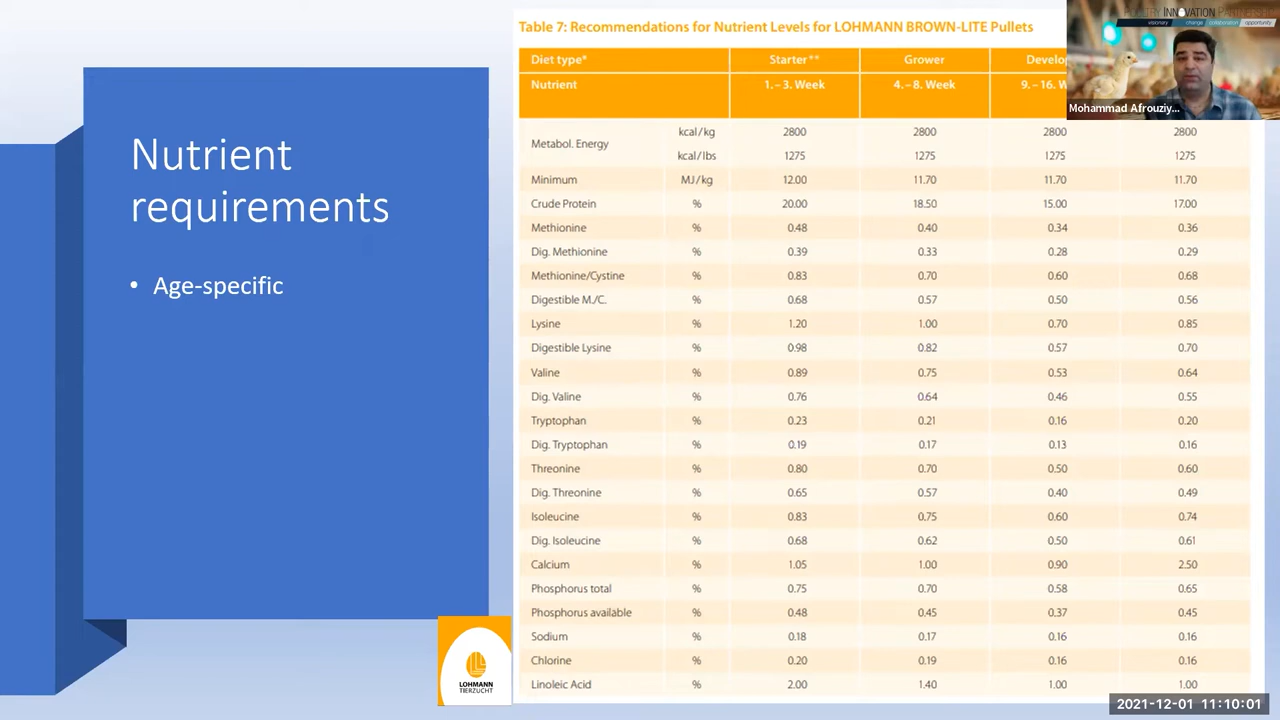 Nutrient
requirements
• Age-specific
LOHMANN
TIERZUCHT
Table 7: Recommendations for Nutrient Levels for LOHMANN BROWN-LITE Pullets
Diet type* Starter** Grower
Nutrient 1.–3. Week 4.–8. Week 9.–16.
Metabol. Energy
kcal/kg 2800 2800 2800 2800
kcal/lbs 1275 1275 1275 1275
Minimum MJ/kg 12.00 11.70 11.70 11.70
Crude Protein % 20.00 18.50 15.00 17.00
Methionine % 0.48 0.40 0.34 0.36
Dig. Methionine % 0.39 0.33 0.28 0.29
Methionine/Cystine % 0.83 0.70 0.60 0.68
Digestible M./C. % 0.68 0.57 0.50 0.56
Lysine % 1.20 1.00 0.70 0.85
Digestible Lysine % 0.98 0.82 0.57 0.70
Valine % 0.89 0.75 0.53 0.64
Dig. Valine % 0.76 0.64 0.46 0.55
Tryptophan % 0.23 0.21 0.16 0.20
Dig. Tryptophan % 0.19 0.17 0.13 0.16
Threonine % 0.80 0.70 0.50 0.60
Dig. Threonine % 0.65 0.57 0.40 0.49
Isoleucine % 0.83 0.75 0.60 0.74
Dig. Isoleucine % 0.68 0.62 0.50 0.61
Calcium % 1.05 1.00 0.90 2.50
Phosphorus total % 0.75 0.70 0.58 0.65
Phosphorus available % 0.48 0.45 0.37 0.45
Sodium % 0.18 0.17 0.16 0.16
Chlorine % 0.20 0.19 0.16 0.16
Linoleic Acid % 2.00 1.40 1.00 1.00
INNOVATION
visionary change collaboration opportunity
Mohammad Afrouziy...
2021-12-01 11:10:01